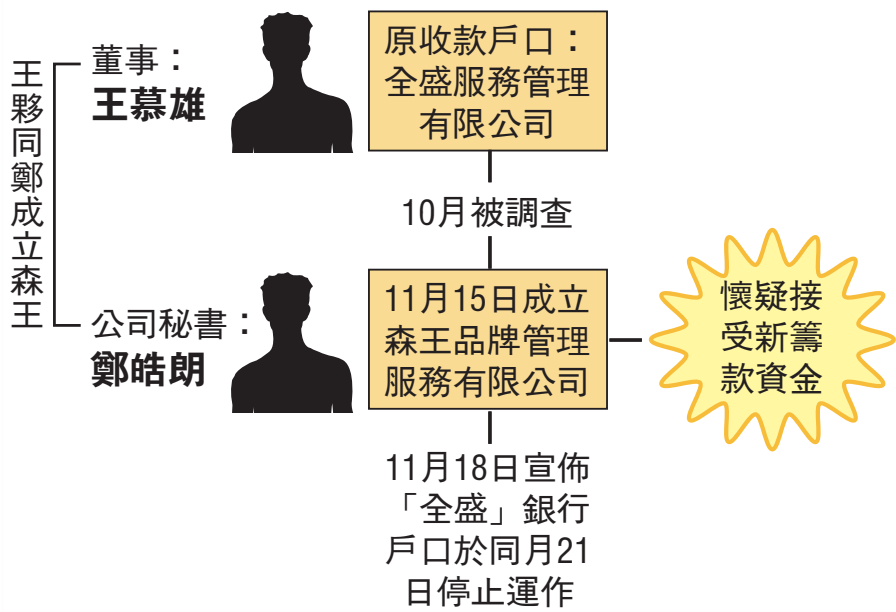 王夥同鄭成立森王
董事：
王慕雄
原收款戶口：
全盛服務管理
有限公司
10月被調查
公司秘書：
鄭皓朗
11月15日成立
森王品牌管理
服務有限公司
懷疑接
受新籌
款資金
11月18日宣佈
「全盛」銀行
戶口於同月21
日停止運作